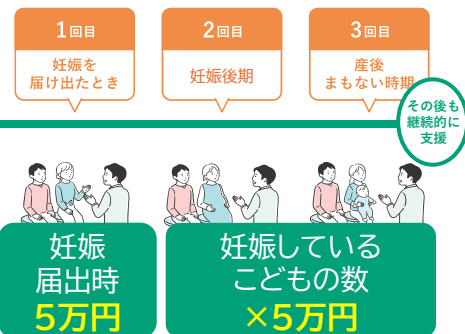 1回目
妊娠を
届け出たとき
2回目
妊娠後期
3回目
産後
まもない時期
その後も
継続的に
支援
妊娠
届出時
5万円
妊娠している
こどもの数
×5万円